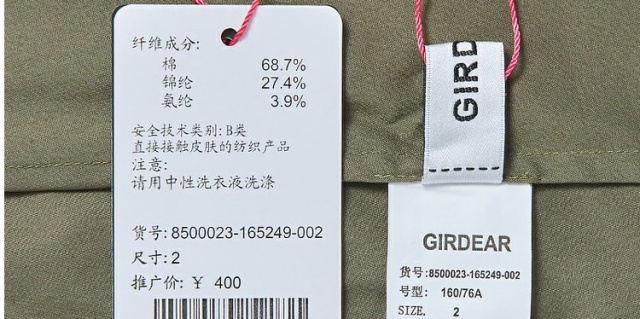 纤维成分:
棉 68.7%
锦纶 27.4%
氨纶 3.9%
安全技术类别: B类
直接接触皮肤的纺织产品
注意:
请用中性洗衣液洗涤
货号: 8500023-165249-002
尺寸: 2
推广价: ¥ 400
GIRD
GIRDEAR
货号:8500023-165249-002
号型: 160/76A
SIZE. 2